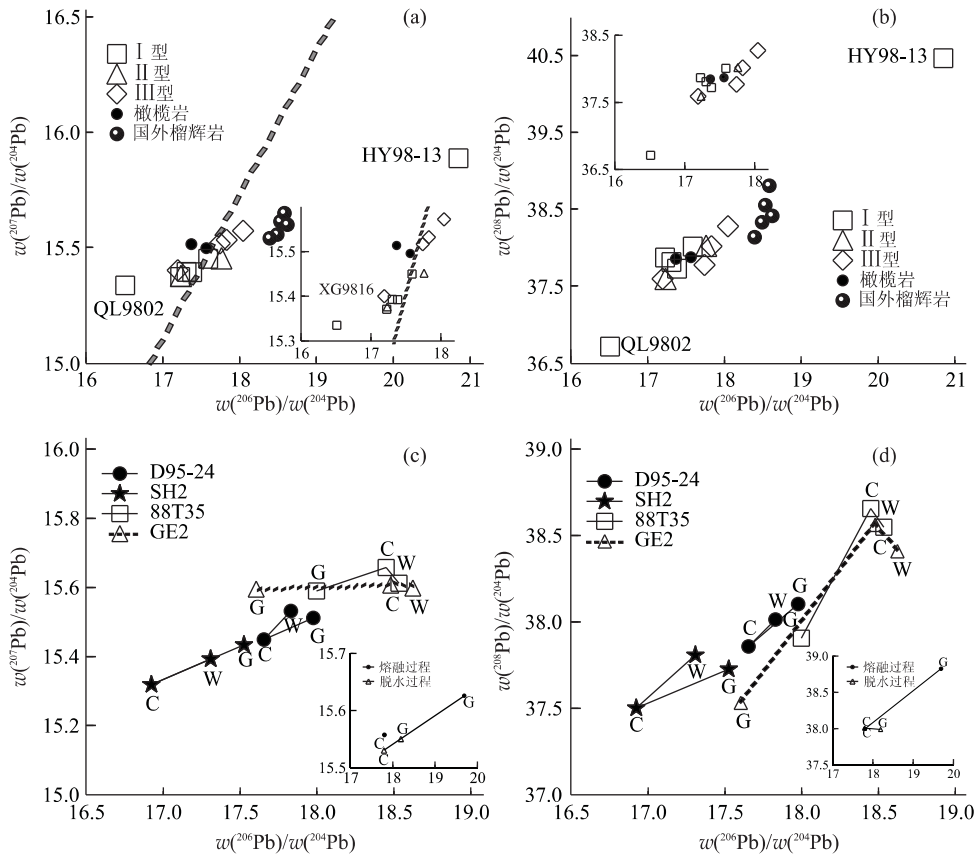 (a)
16.5
16.0
15.5
15.0
w(²⁰⁷Pb)/w(²⁰⁴Pb)
I 型
II 型
III型
橄榄岩
国外榴辉岩
HY98-13
QL9802
XG9816
15.5
15.4
15.3
16 17 18
16 17 18 19 20 21
w(²⁰⁶Pb)/w(²⁰⁴Pb)
(b)
40.5
39.5
38.5
37.5
36.5
w(²⁰⁸Pb)/w(²⁰⁴Pb)
38.5
37.5
36.5
16 17 18
HY98-13
I 型
II 型
III型
橄榄岩
国外榴辉岩
QL9802
16 17 18 19 20 21
w(²⁰⁶Pb)/w(²⁰⁴Pb)
(c)
16.0
15.8
15.6
15.4
15.2
15.0
w(²⁰⁷Pb)/w(²⁰⁴Pb)
D95-24
SH2
88T35
GE2
C W
G G C W
W
C W G C G
15.7
15.6
15.5
熔融过程
脱水过程
G
C G
C
17 18 19 20
16.5 17.0 17.5 18.0 18.5 19.0
w(²⁰⁶Pb)/w(²⁰⁴Pb)
(d)
39.0
38.5
38.0
37.5
37.0
w(²⁰⁸Pb)/w(²⁰⁴Pb)
D95-24
SH2
88T35
GE2
C W
C W
W G
W C G
C G G
39.0
38.5
38.0
37.5
熔融过程
脱水过程
G
C G
C
17 18 19 20
16.5 17.0 17.5 18.0 18.5 19.0
w(²⁰⁶Pb)/w(²⁰⁴Pb)